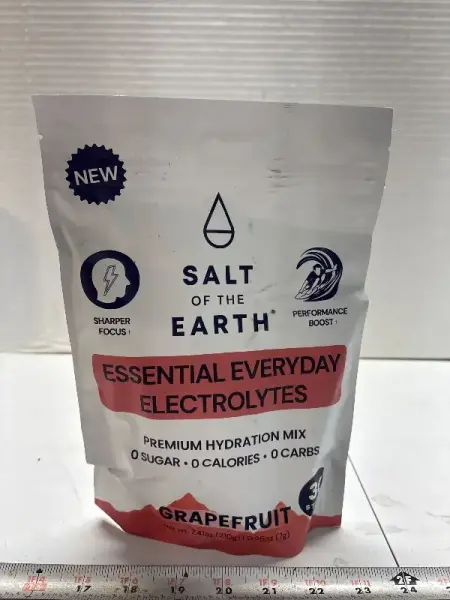 NEW
SALT
OF THE
EARTH®
SHARPER
FOCUS ↑
PERFORMANCE
BOOST ↑
ESSENTIAL EVERYDAY
ELECTROLYTES
PREMIUM HYDRATION MIX
0 SUGAR • 0 CALORIES • 0 CARBS
GRAPEFRUIT
17 18 19 20 21 22 23 24